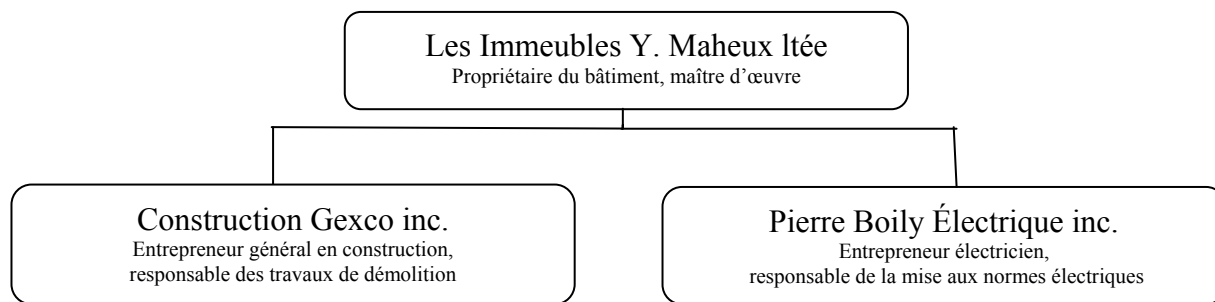 Les Immeubles Y. Maheux ltée
Propriétaire du bâtiment, maître d’œuvre
Construction Gexco inc.
Entrepreneur général en construction,
responsable des travaux de démolition
Pierre Boily Électrique inc.
Entrepreneur électricien,
responsable de la mise aux normes électriques